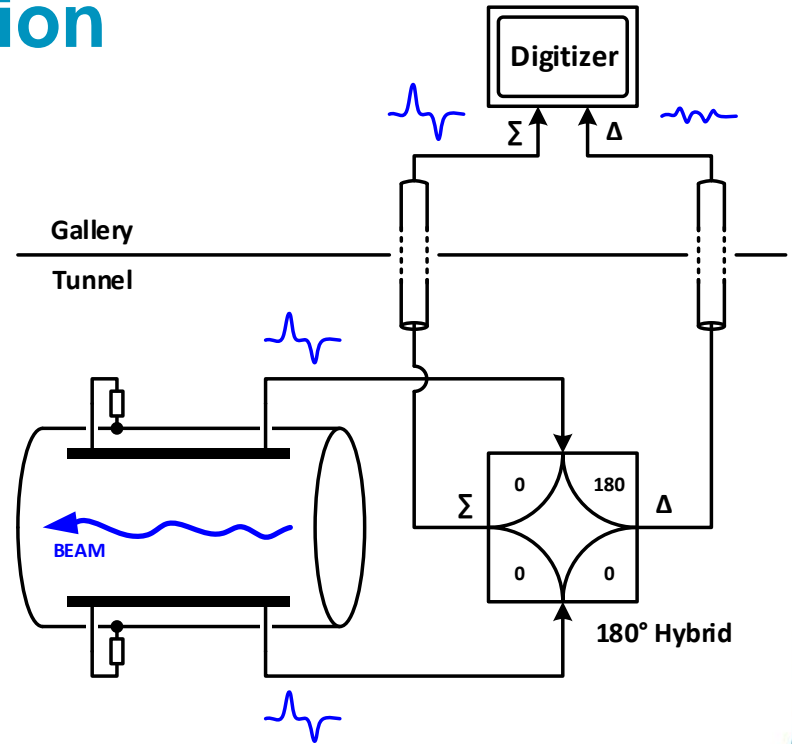 ion
Digitizer
∑
Δ
Gallery
Tunnel
BEAM
∑
0
180
Δ
0
0
180° Hybrid